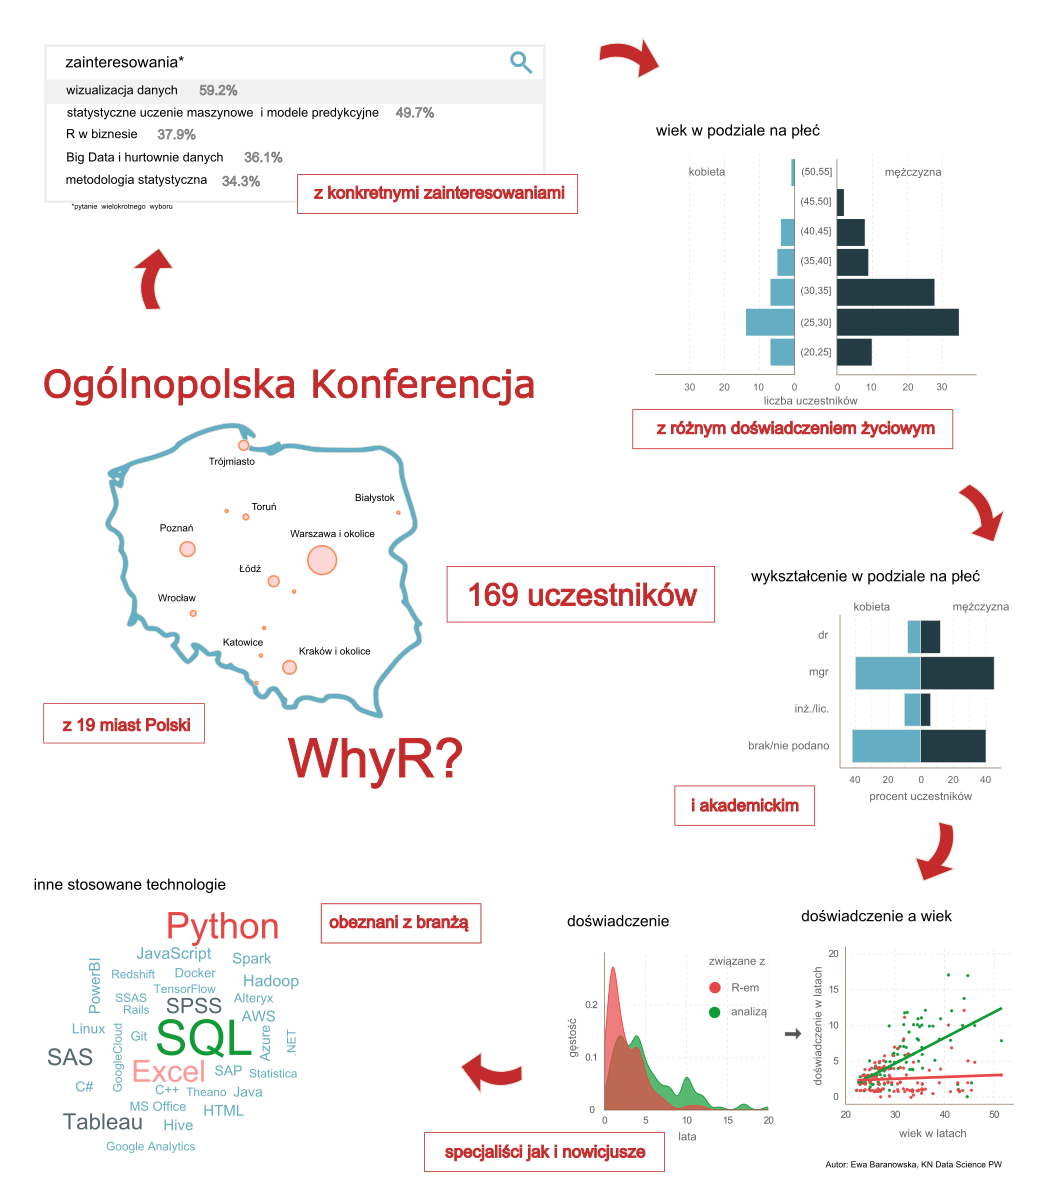 zainteresowania*
wizualizacja danych 59.2%
statystyczne uczenie maszynowe i modele predykcyjne 49.7%
R w biznesie 37.9%
Big Data i hurtownie danych 36.1%
metodologia statystyczna 34.3%
*pytanie wielokrotnego wyboru
z konkretnymi zainteresowaniami
wiek w podziale na płeć
kobieta
mężczyzna
(50,55]
(45,50]
(40,45]
(35,40]
(30,35]
(25,30]
(20,25]
30 20 10 0 0 10 20 30
liczba uczestników
z różnym doświadczeniem życiowym
Ogólnopolska Konferencja
Trójmiasto
Toruń
Białystok
Poznań
Warszawa i okolice
Łódź
Wrocław
Katowice
Kraków i okolice
169 uczestników
z 19 miast Polski
WhyR?
wykształcenie w podziale na płeć
kobieta
mężczyzna
dr
mgr
inż./lic.
brak/nie podano
40 20 0 20 40
procent uczestników
i akademickim
inne stosowane technologie
Python
JavaScript
Spark
PowerBI
Redshift
Docker
Hadoop
TensorFlow
SSAS
Alteryx
Rails
SPSS
AWS
Linux
GoogleCloud
Git
SQL
Azure
.NET
SAS
Excel
SAP
Statistica
C#
C++
Theano
Java
MS Office
HTML
Tableau
Hive
Google Analytics
obeznani z branżą
doświadczenie
związane z
R-em
analizą
gęstość
0.2
0.1
0
0 5 10 15 20
lata
specjaliści jak i nowicjusze
doświadczenie a wiek
doświadczenie w latach
20
15
10
5
0
20 30 40 50
wiek w latach
Autor: Ewa Baranowska, KN Data Science PW